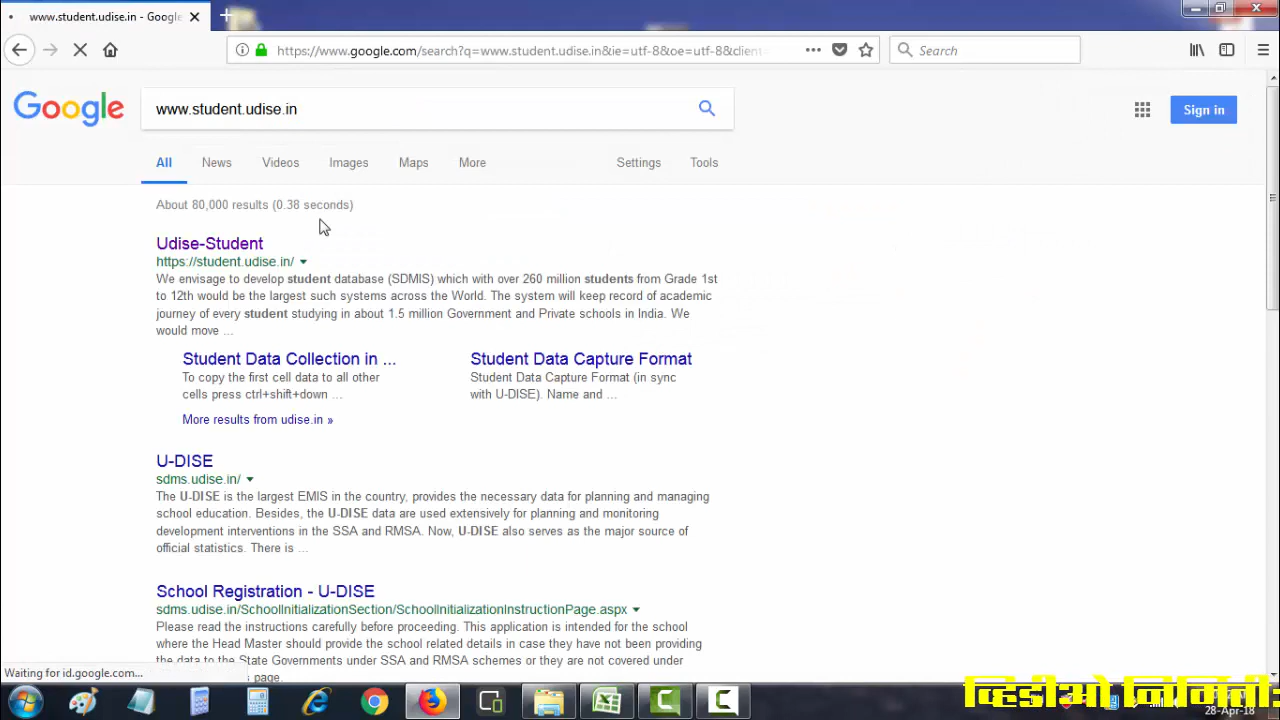 www.student.udise.in - Google
https://www.google.com/search?q=www.student.udise.in&ie=utf-8&oe=utf-8&client=
Search
Google
www.student.udise.in
Sign in
All News Videos Images Maps More Settings Tools
About 80,000 results (0.38 seconds)
Udise-Student
https://student.udise.in/
We envisage to develop student database (SDMIS) which with over 260 million students from Grade 1st
to 12th would be the largest such systems across the World. The system will keep record of academic
journey of every student studying in about 1.5 million Government and Private schools in India. We
would move ...
Student Data Collection in ...
To copy the first cell data to all other
cells press ctrl+shift+down ...
Student Data Capture Format
Student Data Capture Format (in sync
with U-DISE). Name and ...
More results from udise.in »
U-DISE
sdms.udise.in/
The U-DISE is the largest EMIS in the country, provides the necessary data for planning and managing
school education. Besides, the U-DISE data are used extensively for planning and monitoring
development interventions in the SSA and RMSA. Now, U-DISE also serves as the major source of
official statistics. There is ...
School Registration - U-DISE
sdms.udise.in/SchoolInitializationSection/SchoolInitializationInstructionPage.aspx
Please read the instructions carefully before proceeding. This application is intended for the school
where the Head Master should provide the school related details in case they have not been providing
the data to the State Governments under SSA and RMSA schemes or they are not covered under
page.
Waiting for id.google.com...
व्हिडीओ निर्मिती:
28-Apr-18